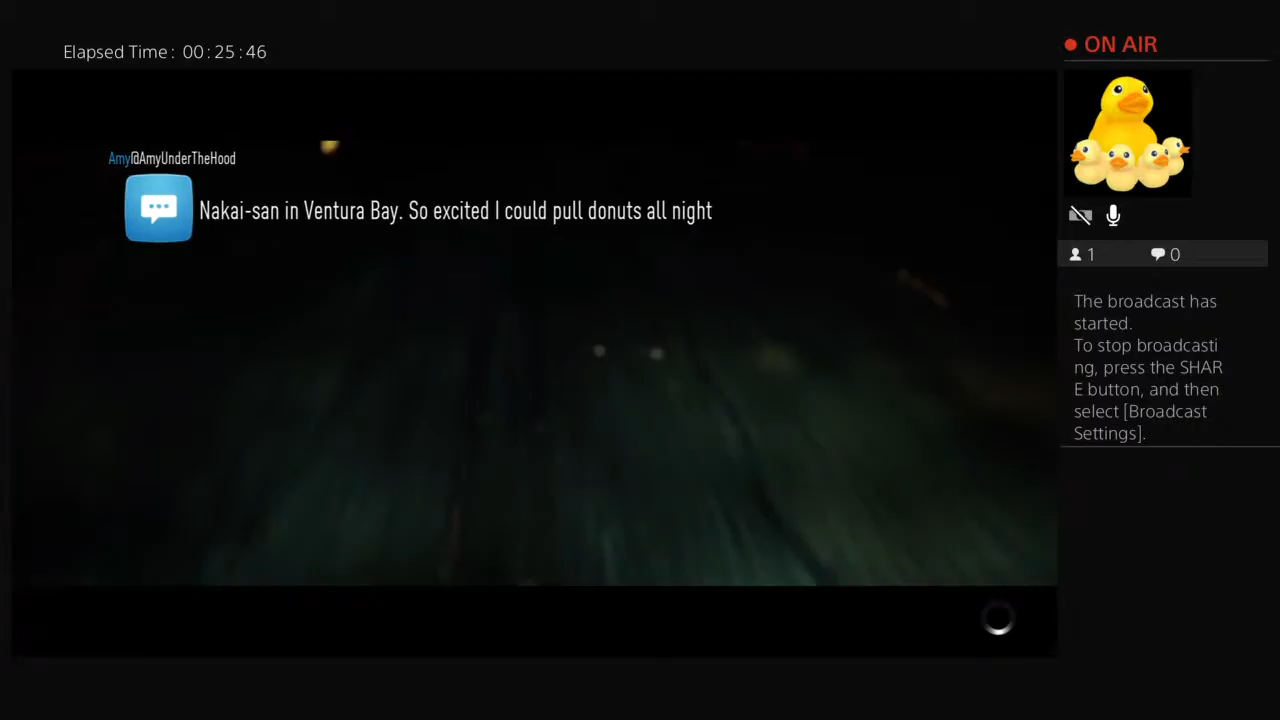 Elapsed Time: 00:25:46
ON AIR
Amy@AmyUnderTheHood
Nakai-san in Ventura Bay. So excited I could pull donuts all night
1 0
The broadcast has
started.
To stop broadcasti
ng, press the SHAR
E button, and then
select [Broadcast
Settings].